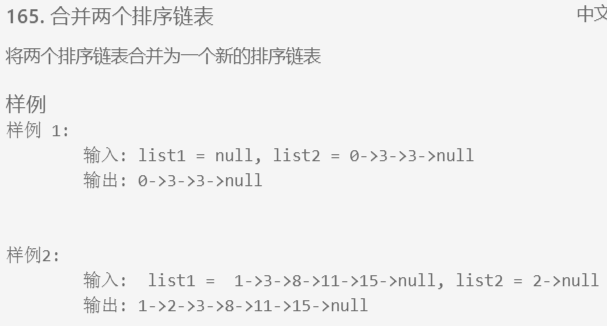 165. 合并两个排序链表
中文
将两个排序链表合并为一个新的排序链表
样例
样例 1:
输入: list1 = null, list2 = 0->3->3->null
输出: 0->3->3->null
样例2:
输入: list1 = 1->3->8->11->15->null, list2 = 2->null
输出: 1->2->3->8->11->15->null